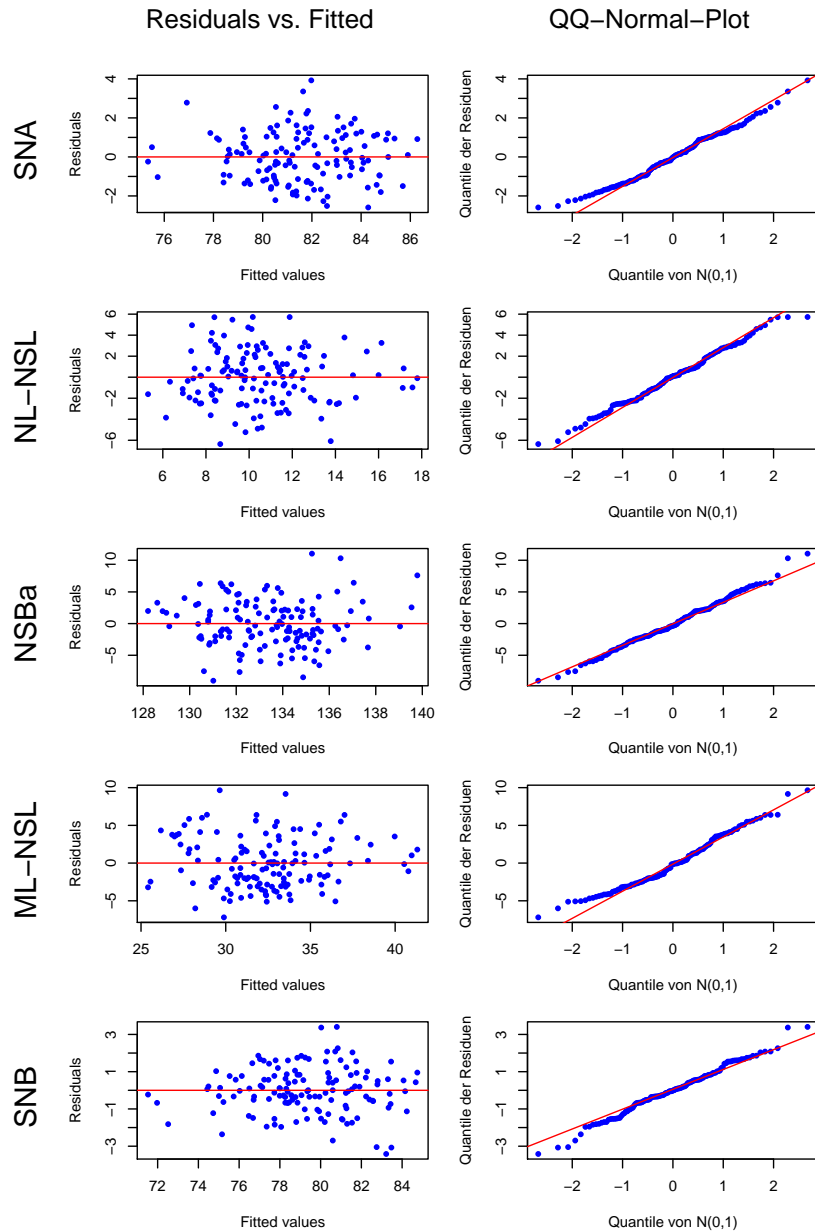 Residuals vs. Fitted
QQ−Normal−Plot
SNA
Residuals
−2 0 2 4
76 78 80 82 84 86
Fitted values
Quantile der Residuen
−2 0 2 4
−2 −1 0 1 2
Quantile von N(0,1)
NL−NSL
Residuals
−6 −2 2 4 6
6 8 10 12 14 16 18
Fitted values
Quantile der Residuen
−6 −2 2 4 6
−2 −1 0 1 2
Quantile von N(0,1)
NSBa
Residuals
−5 0 5 10
128 130 132 134 136 138 140
Fitted values
Quantile der Residuen
−5 0 5 10
−2 −1 0 1 2
Quantile von N(0,1)
ML−NSL
Residuals
−5 0 5 10
25 30 35 40
Fitted values
Quantile der Residuen
−5 0 5 10
−2 −1 0 1 2
Quantile von N(0,1)
SNB
Residuals
−3 −1 1 3
72 74 76 78 80 82 84
Fitted values
Quantile der Residuen
−3 −1 1 3
−2 −1 0 1 2
Quantile von N(0,1)